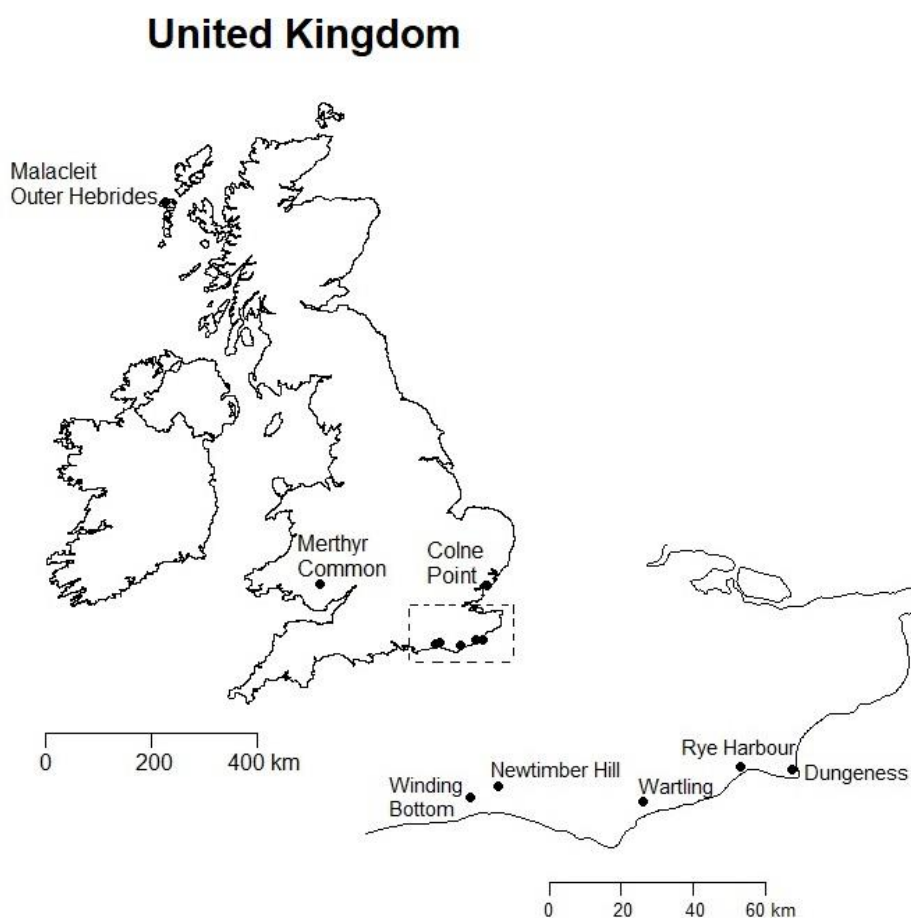 United Kingdom
Malacleit
Outer Hebrides
Merthyr
Common
Colne
Point
0 200 400 km
Rye Harbour
Dungeness
Newtimber Hill
Winding
Bottom
Wartling
0 20 40 60 km